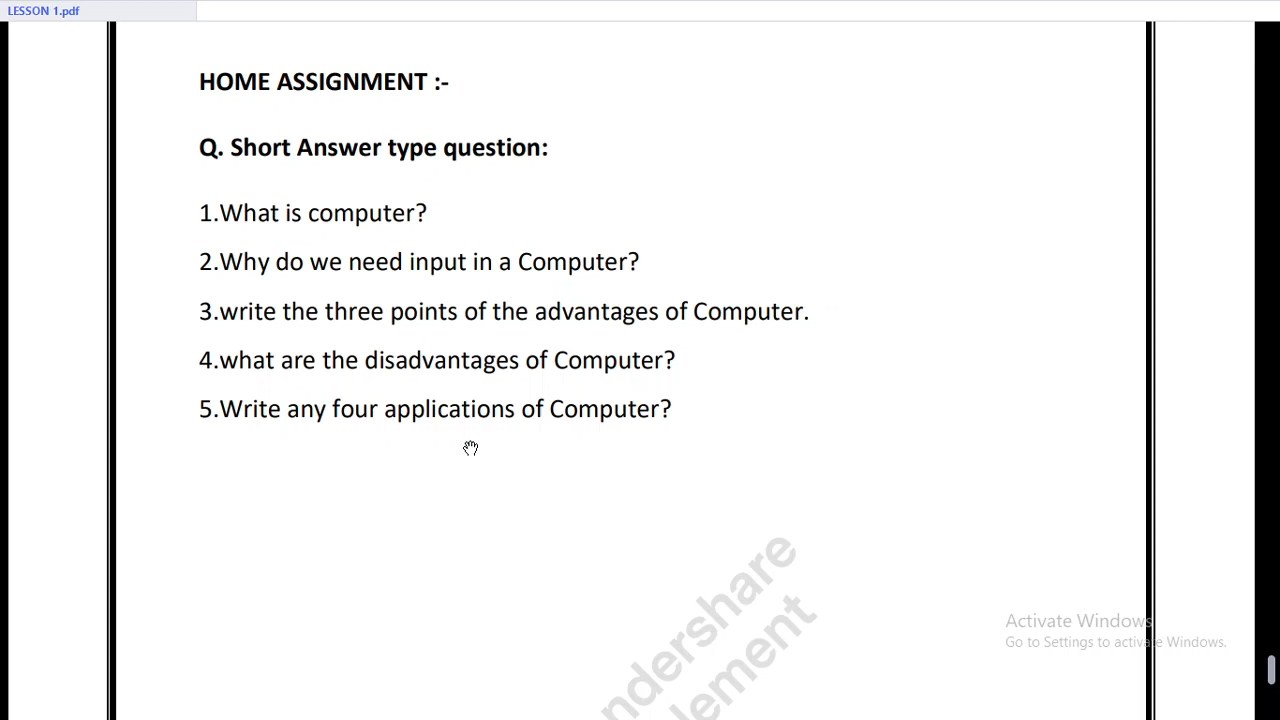 LESSON 1.pdf
HOME ASSIGNMENT :-
Q. Short Answer type question:
1.What is computer?
2.Why do we need input in a Computer?
3.write the three points of the advantages of Computer.
4.what are the disadvantages of Computer?
5.Write any four applications of Computer?
Activate Windows
Go to Settings to activate Windows.